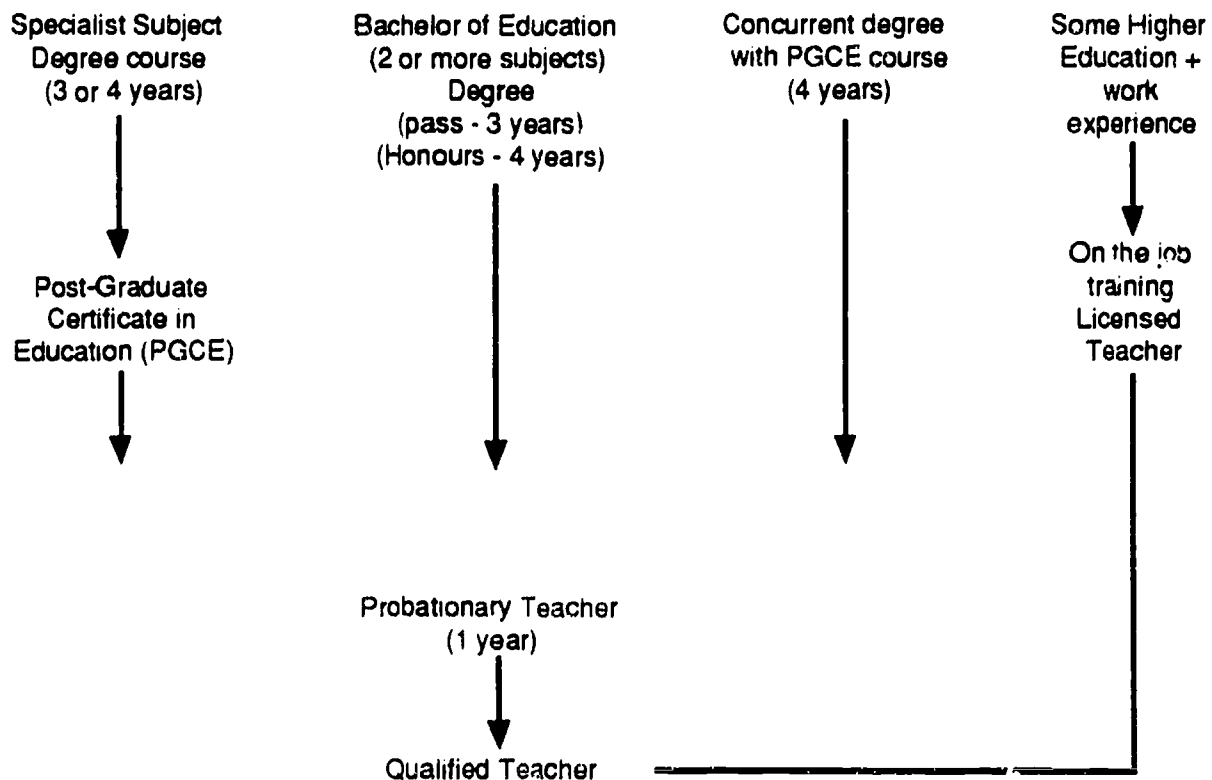 Specialist Subject
Degree course
(3 or 4 years)
Post-Graduate
Certificate in
Education (PGCE)
Bachelor of Education
(2 or more subjects)
Degree
(pass - 3 years)
(Honours - 4 years)
Concurrent degree
with PGCE course
(4 years)
Some Higher
Education +
work
experience
On the job
training
Licensed
Teacher
Probationary Teacher
(1 year)
Qualified Teacher